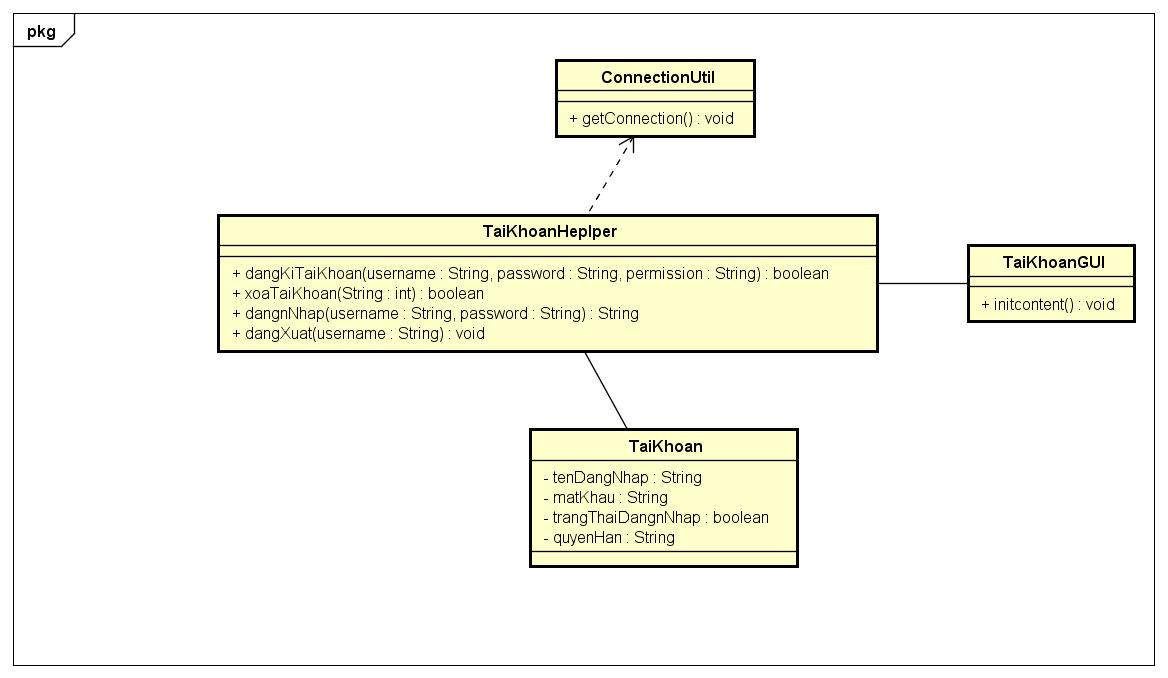 pkg
ConnectionUtil
+ getConnection() : void
TaiKhoanHeplper
+ dangKiTaiKhoan(username : String, password : String, permission : String) : boolean
+ xoaTaiKhoan(String : int) : boolean
+ dangnNhap(username : String, password : String) : String
+ dangXuat(username : String) : void
TaiKhoanGUI
+ initcontent() : void
TaiKhoan
- tenDangNhap : String
- matKhau : String
- trangThaiDangnNhap : boolean
- quyenHan : String